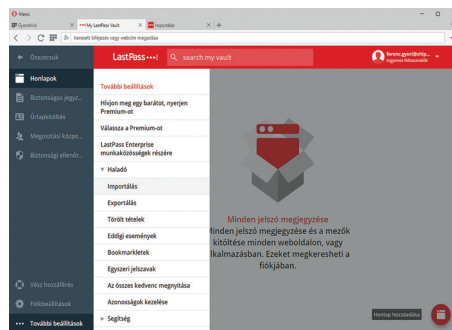 Menü
Gyorshívó
My LastPass Vault
Importálás
Keresett kifejezés vagy webcím megadása
Összecsuk
LastPass •••|
search my vault
ferenc.gyori@chip...
Ingyenes felhasználó
Honlapok
Biztonságos jegyz...
Űrlapkitöltés
Megosztási közpo...
Biztonsági ellenőr...
Vész hozzáférés
Fiókbeállítások
További beállítások
További beállítások
Hívjon meg egy barátot, nyerjen
Premium-ot
Válassza a Premium-ot
LastPass Enterprise
munkaközösségek részére
Haladó
Importálás
Exportálás
Törölt tételek
Eddigi események
Bookmarkletek
Egyszeri jelszavak
Az összes kedvenc megnyitása
Azonosságok kezelése
Segítség
Minden jelszó megjegyzése
Minden jelszó megjegyzése és a mezők
kitöltése minden weboldalon, vagy
alkalmazásban. Ezeket megkeresheti a
fiókjában.
Honlap hozzáadása